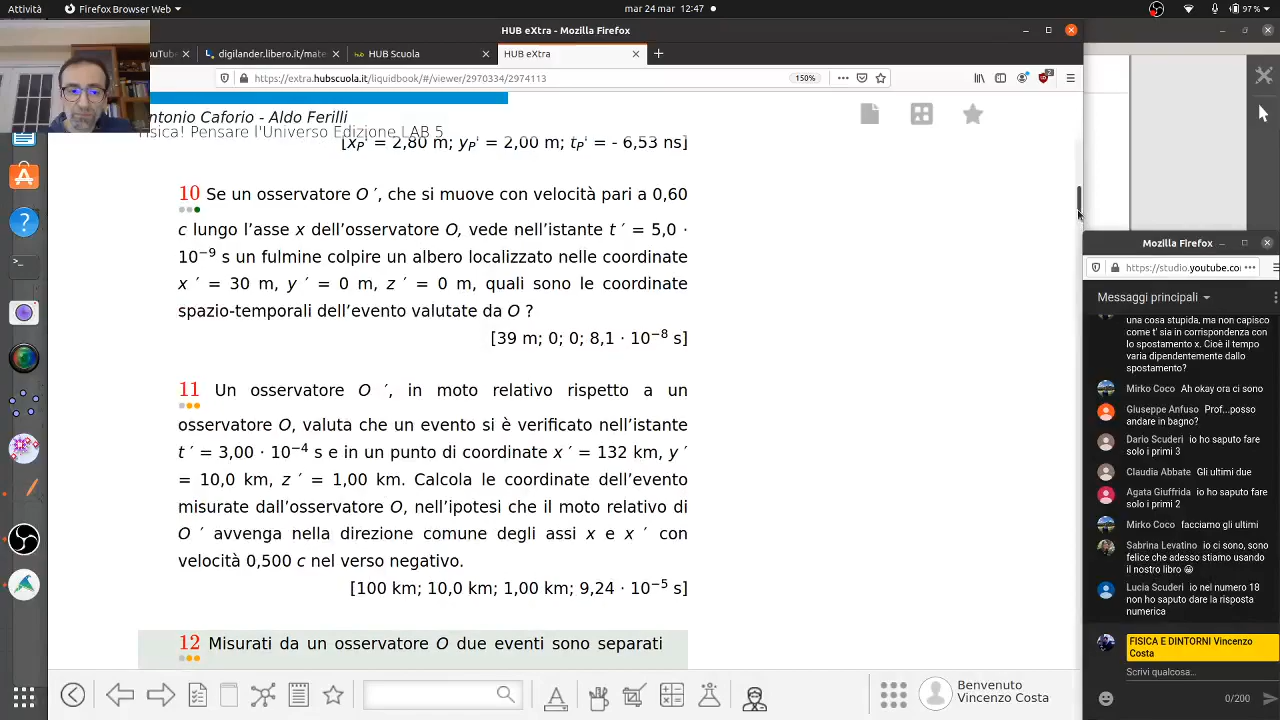 Attività
Firefox Browser Web
mar 24 mar 12:47
97 %
HUB eXtra - Mozilla Firefox
uTube
digilander.libero.it/mate
HUB Scuola
HUB eXtra
https://extra.hubscuola.it/liquidbook/#/viewer/2970334/2974113
150%
ntonio Caforio - Aldo Ferilli
Fisica! Pensare l'Universo Edizione LAB 5
[xP' = 2,80 m; yP' = 2,00 m; tP' = - 6,53 ns]
10 Se un osservatore O ′, che si muove con velocità pari a 0,60
c lungo l’asse x dell’osservatore O, vede nell’istante t ′ = 5,0 ·
10−9 s un fulmine colpire un albero localizzato nelle coordinate
x ′ = 30 m, y ′ = 0 m, z ′ = 0 m, quali sono le coordinate
spazio-temporali dell’evento valutate da O ?
[39 m; 0; 0; 8,1 · 10−8 s]
11 Un osservatore O ′, in moto relativo rispetto a un
osservatore O, valuta che un evento si è verificato nell’istante
t ′ = 3,00 · 10−4 s e in un punto di coordinate x ′ = 132 km, y ′
= 10,0 km, z ′ = 1,00 km. Calcola le coordinate dell’evento
misurate dall’osservatore O, nell’ipotesi che il moto relativo di
O ′ avvenga nella direzione comune degli assi x e x ′ con
velocità 0,500 c nel verso negativo.
[100 km; 10,0 km; 1,00 km; 9,24 · 10−5 s]
12 Misurati da un osservatore O due eventi sono separati
Benvenuto
Vincenzo Costa
Mozilla Firefox
https://studio.youtube.co
Messaggi principali
una cosa stupida, ma non capisco
come t' sia in corrispondenza con
lo spostamento x. Cioè il tempo
varia dipendentemente dallo
spostamento?
Mirko Coco Ah okay ora ci sono
Giuseppe Anfuso Prof...posso
andare in bagno?
Dario Scuderi io ho saputo fare
solo i primi 3
Claudia Abbate Gli ultimi due
Agata Giuffrida io ho saputo fare
solo i primi 2
Mirko Coco facciamo gli ultimi
Sabrina Levatino io ci sono, sono
felice che adesso stiamo usando
il nostro libro 😀
Lucia Scuderi io nel numero 18
non ho saputo dare la risposta
numerica
FISICA E DINTORNI Vincenzo
Costa
Scrivi qualcosa...
0/200